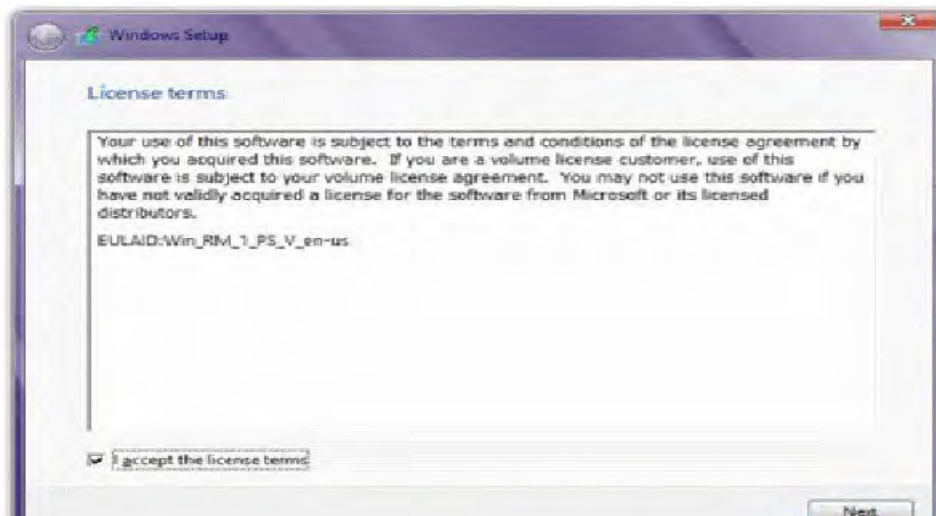 Windows Setup
License terms
Your use of this software is subject to the terms and conditions of the license agreement by
which you acquired this software.  If you are a volume license customer, use of this
software is subject to your volume license agreement.  You may not use this software if you
have not validly acquired a license for the software from Microsoft or its licensed
distributors.
EULAID:Win_RM_1_PS_V_en-us
I accept the license terms
Next